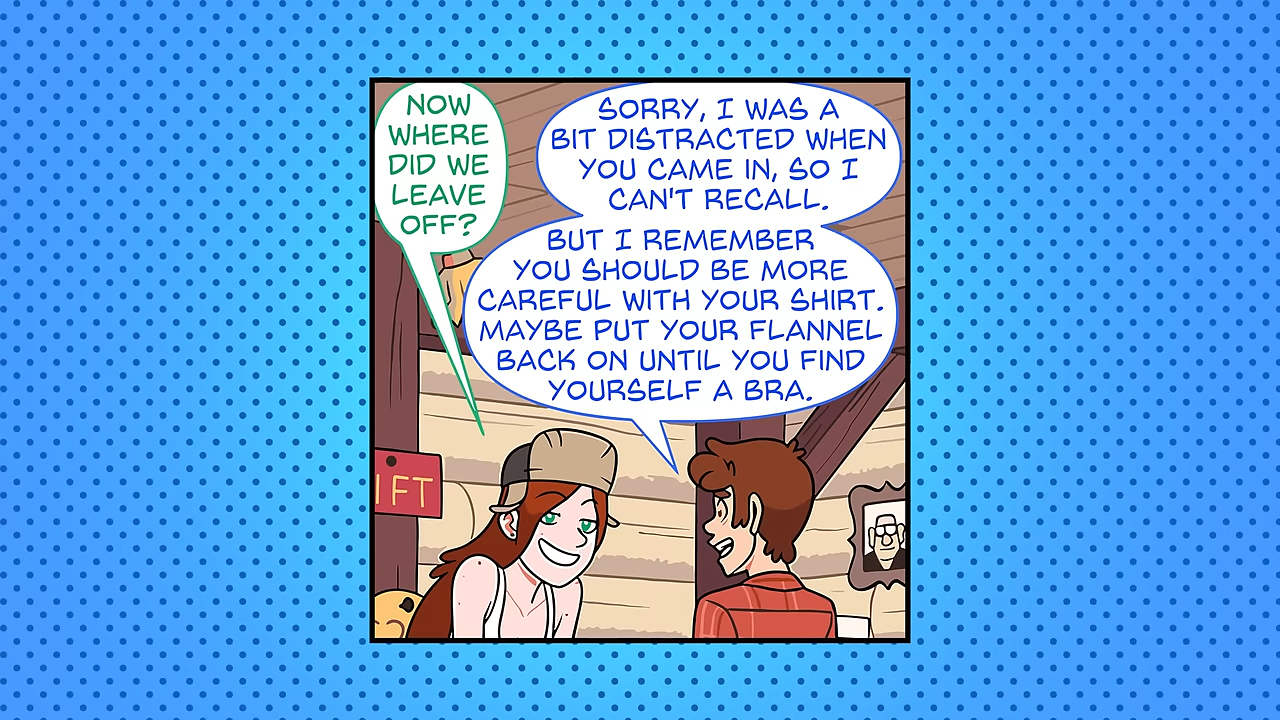 NOW
WHERE
DID WE
LEAVE
OFF?
SORRY, I WAS A
BIT DISTRACTED WHEN
YOU CAME IN, SO I
CAN'T RECALL.
BUT I REMEMBER
YOU SHOULD BE MORE
CAREFUL WITH YOUR SHIRT.
MAYBE PUT YOUR FLANNEL
BACK ON UNTIL YOU FIND
YOURSELF A BRA.
IFT